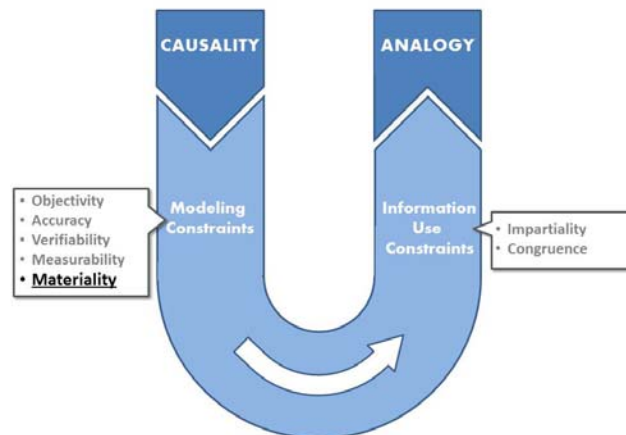 CAUSALITY
ANALOGY
• Objectivity
• Accuracy
• Verifiability
• Measurability
• Materiality
Modeling
Constraints
Information
Use
Constraints
• Impartiality
• Congruence